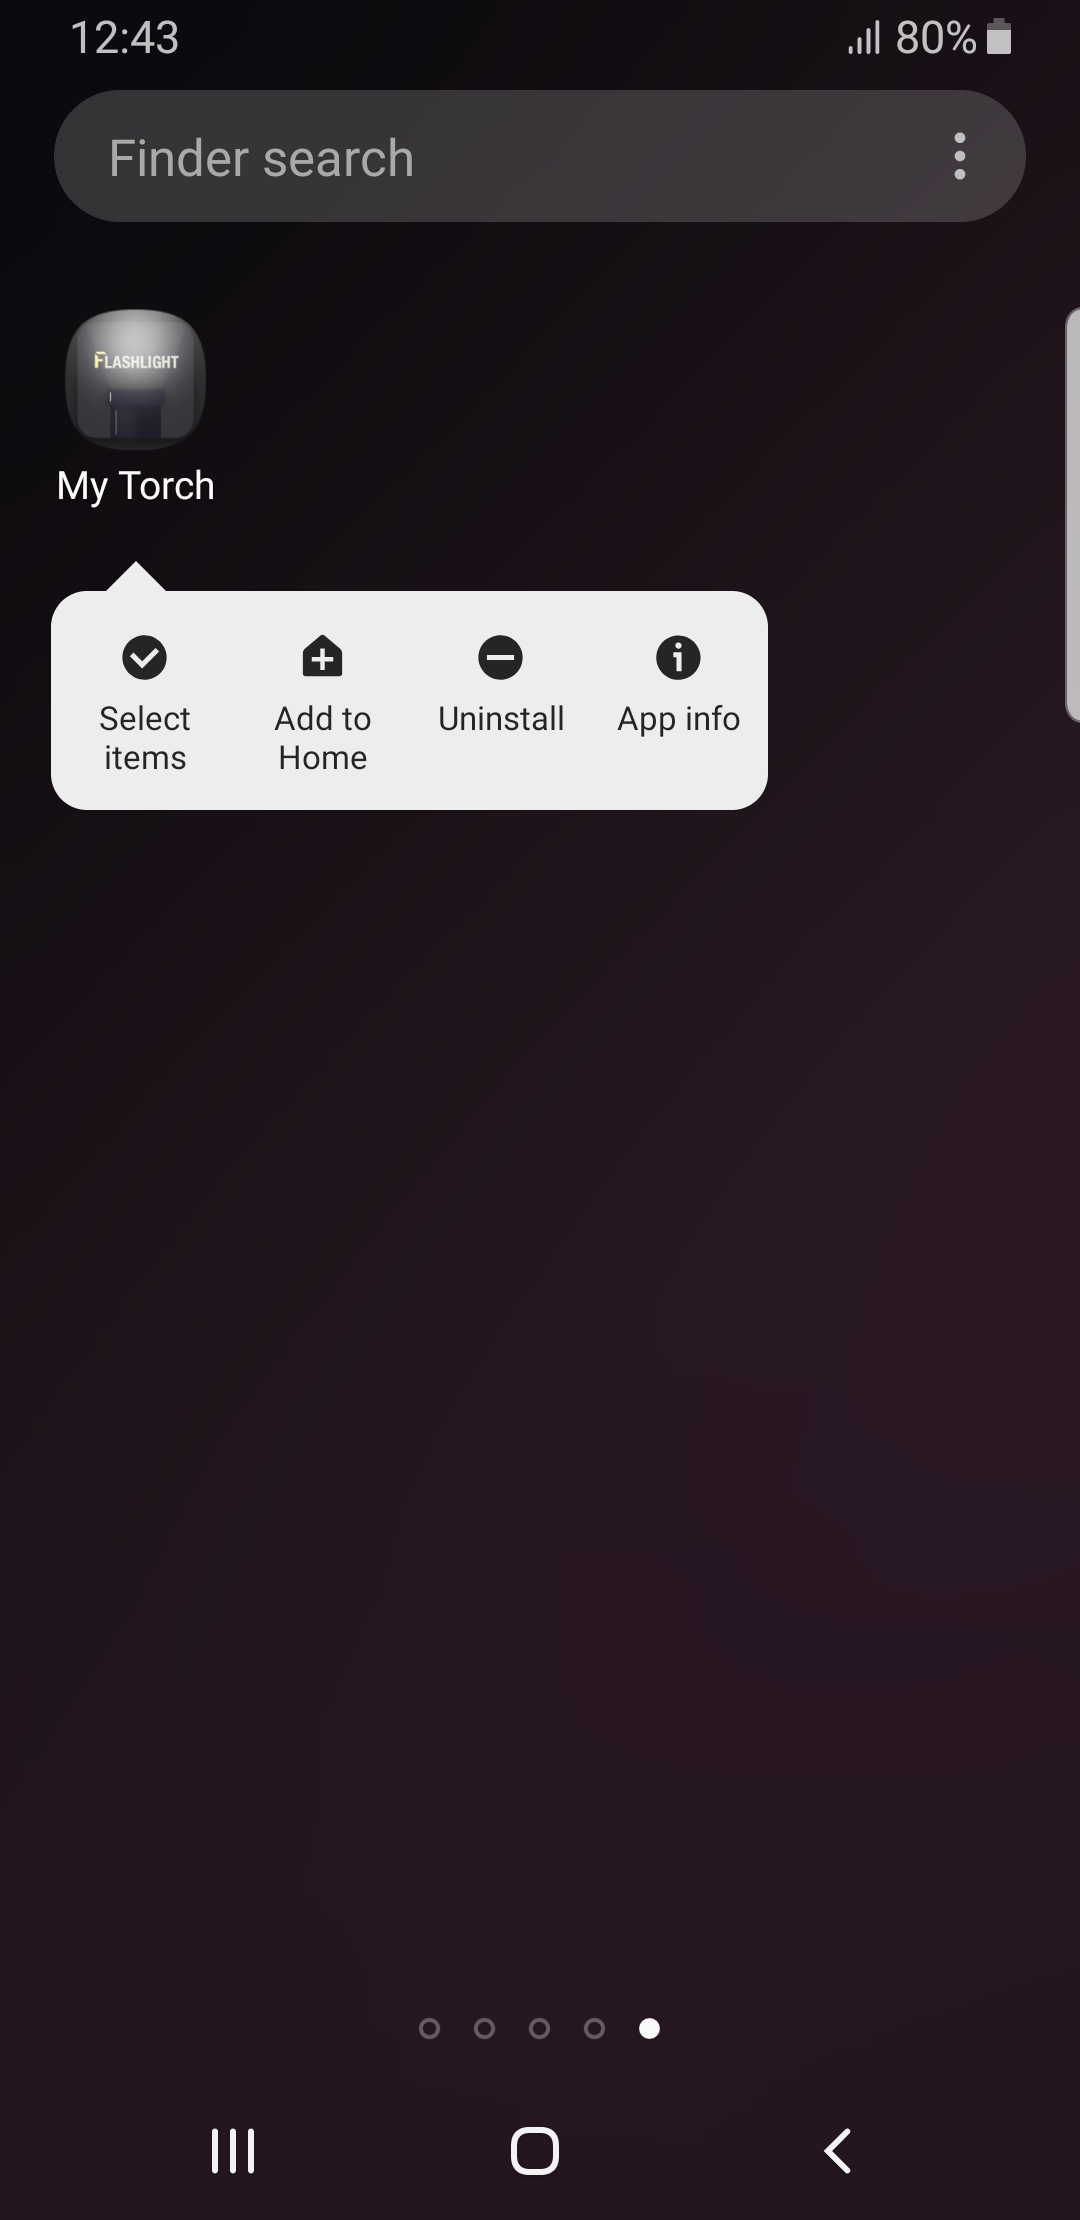 12:43
80%
Finder search
FLASHLIGHT
My Torch
Select
items
Add to
Home
Uninstall
App info